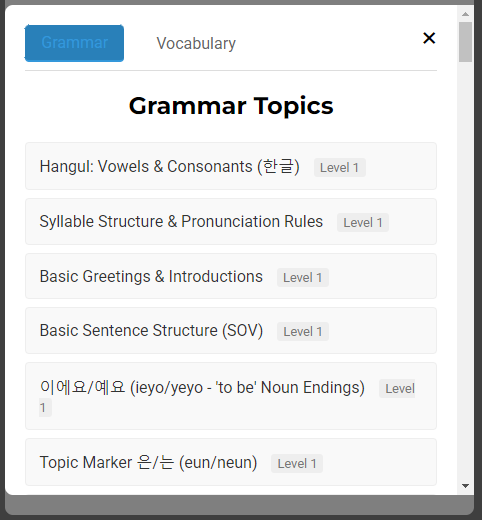 Grammar Vocabulary ×
Grammar Topics
Hangul: Vowels & Consonants (한글) Level 1
Syllable Structure & Pronunciation Rules Level 1
Basic Greetings & Introductions Level 1
Basic Sentence Structure (SOV) Level 1
이에요/예요 (ieyo/yeyo - 'to be' Noun Endings) Level
1
Topic Marker 은/는 (eun/neun) Level 1